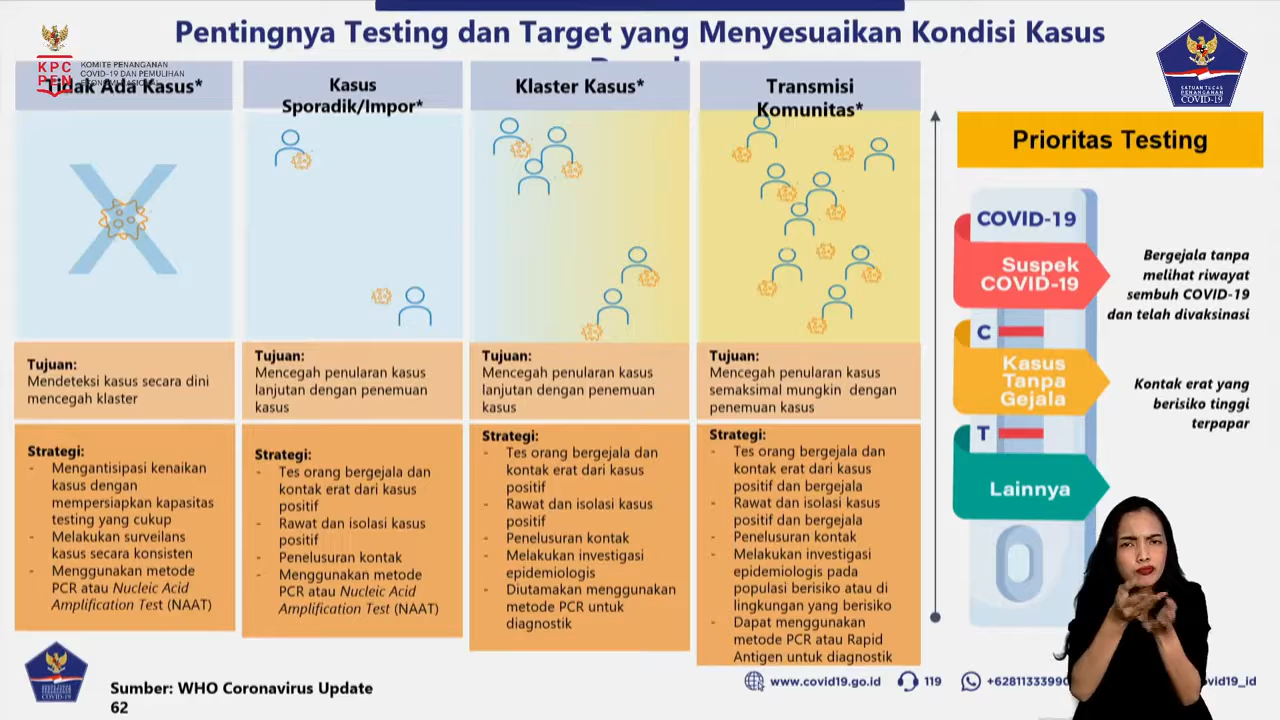 Pentingnya Testing dan Target yang Menyesuaikan Kondisi Kasus
KPC
PEN
KOMITE PENANGANAN
COVID-19 DAN PEMULIHAN
SATUAN TUGAS
PENANGANAN
COVID-19
Tidak Ada Kasus*
Kasus
Sporadik/Impor*
Klaster Kasus*
Transmisi
Komunitas*
Tujuan:
Mendeteksi kasus secara dini
mencegah klaster
Tujuan:
Mencegah penularan kasus
lanjutan dengan penemuan
kasus
Tujuan:
Mencegah penularan kasus
lanjutan dengan penemuan
kasus
Tujuan:
Mencegah penularan kasus
semaksimal mungkin dengan
penemuan kasus
Strategi:
- Mengantisipasi kenaikan
kasus dengan
mempersiapkan kapasitas
testing yang cukup
- Melakukan surveilans
kasus secara konsisten
- Menggunakan metode
PCR atau Nucleic Acid
Amplification Test (NAAT)
Strategi:
- Tes orang bergejala dan
kontak erat dari kasus
positif
- Rawat dan isolasi kasus
positif
- Penelusuran kontak
- Menggunakan metode
PCR atau Nucleic Acid
Amplification Test (NAAT)
Strategi:
- Tes orang bergejala dan
kontak erat dari kasus
positif
- Rawat dan isolasi kasus
positif
- Penelusuran kontak
- Melakukan investigasi
epidemiologis
- Diutamakan menggunakan
metode PCR untuk
diagnostik
Strategi:
- Tes orang bergejala dan
kontak erat dari kasus
positif dan bergejala
- Rawat dan isolasi kasus
positif dan bergejala
- Penelusuran kontak
- Melakukan investigasi
epidemiologis pada
populasi berisiko atau di
lingkungan yang berisiko
- Dapat menggunakan
metode PCR atau Rapid
Antigen untuk diagnostik
Prioritas Testing
COVID-19
Suspek
COVID-19
Bergejala tanpa
melihat riwayat
sembuh COVID-19
dan telah divaksinasi
C
Kasus
Tanpa
Gejala
Kontak erat yang
berisiko tinggi
terpapar
T
Lainnya
COVID-19
Sumber: WHO Coronavirus Update
62
www.covid19.go.id
119